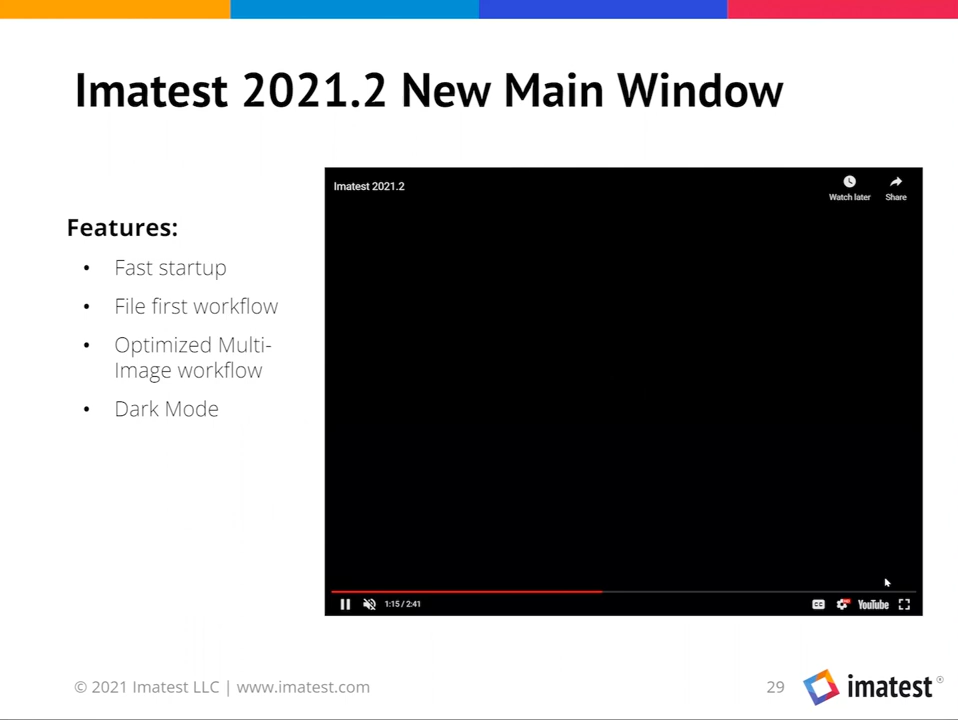 Imatest 2021.2 New Main Window
Features:
• Fast startup
• File first workflow
• Optimized Multi-
Image workflow
• Dark Mode
Imatest 2021.2
Watch later
Share
1:15 / 2:41
CC
YouTube
© 2021 Imatest LLC | www.imatest.com
29
imatest®